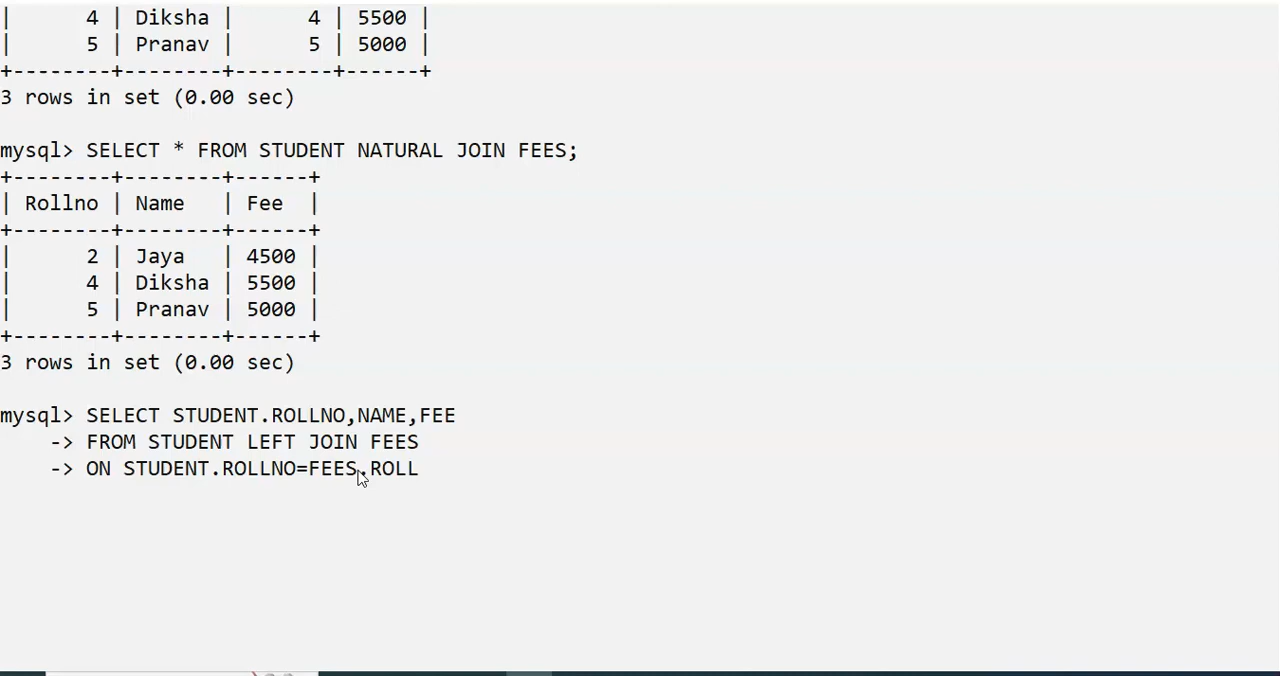 |      4 | Diksha |      4 | 5500 |
|      5 | Pranav |      5 | 5000 |
+--------+--------+--------+------+
3 rows in set (0.00 sec)
mysql> SELECT * FROM STUDENT NATURAL JOIN FEES;
+--------+--------+------+
| Rollno | Name   | Fee  |
+--------+--------+------+
|      2 | Jaya   | 4500 |
|      4 | Diksha | 5500 |
|      5 | Pranav | 5000 |
+--------+--------+------+
3 rows in set (0.00 sec)
mysql> SELECT STUDENT.ROLLNO,NAME,FEE
    -> FROM STUDENT LEFT JOIN FEES
    -> ON STUDENT.ROLLNO=FEES.ROLL